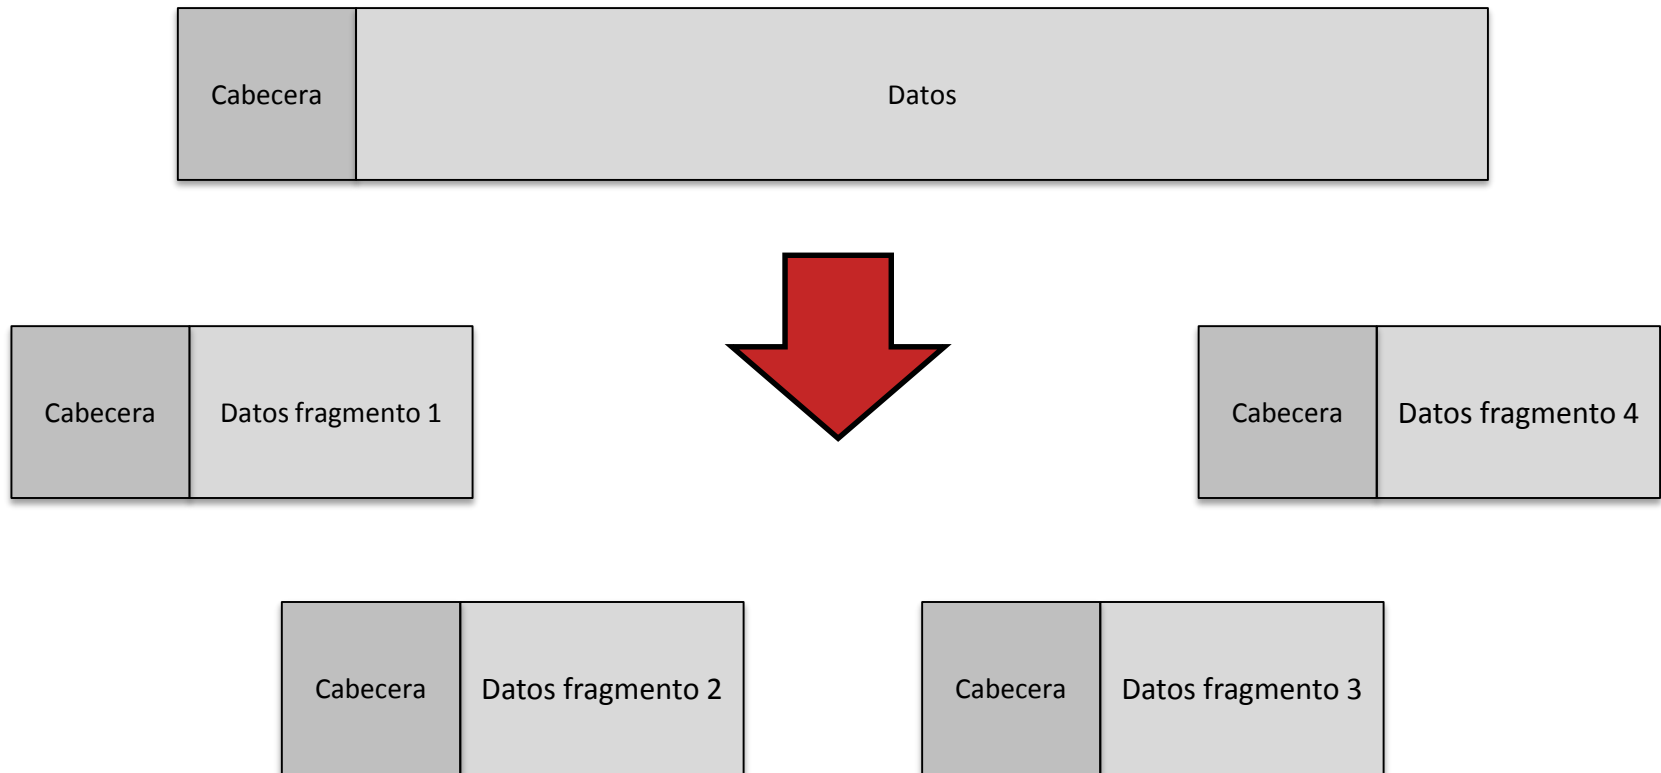 Cabecera
Datos
Cabecera
Datos fragmento 1
Cabecera
Datos fragmento 4
Cabecera
Datos fragmento 2
Cabecera
Datos fragmento 3